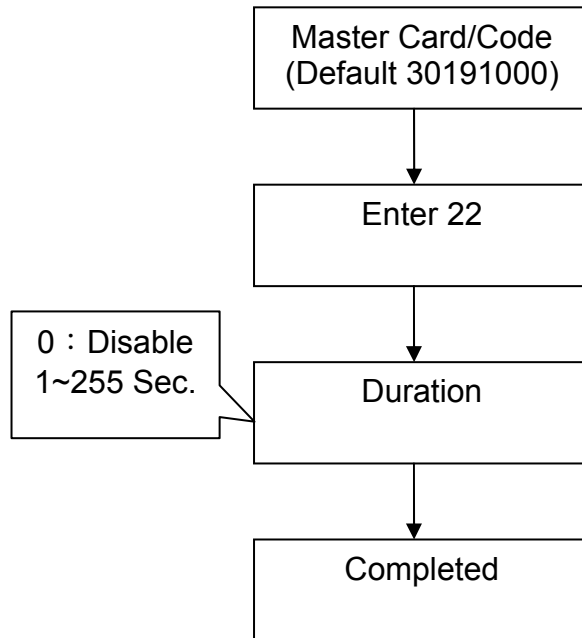 Master Card/Code
(Default 30191000)
Enter 22
0：Disable
1~255 Sec.
Duration
Completed